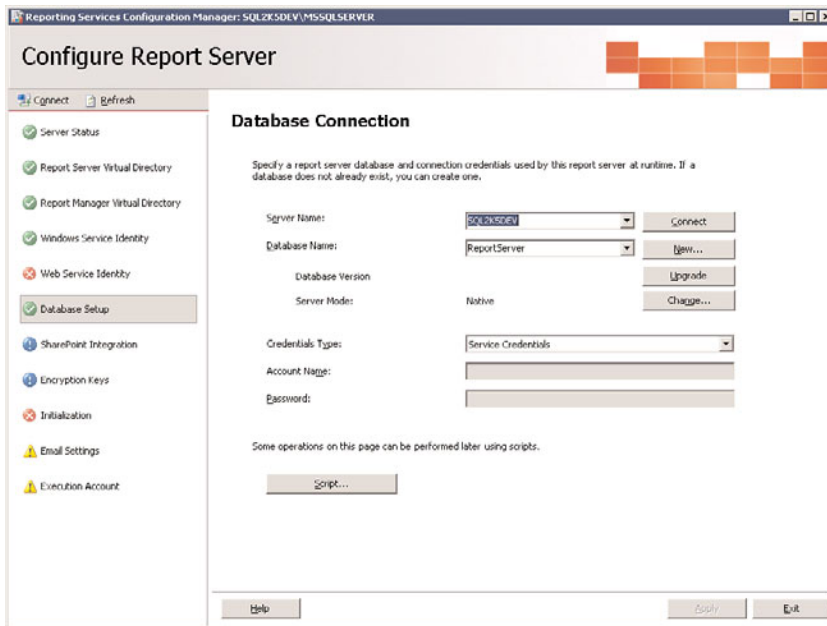 Reporting Services Configuration Manager: SQL2K5DEV\MSSQLSERVER
Configure Report Server
Connect Refresh
Server Status
Report Server Virtual Directory
Report Manager Virtual Directory
Windows Service Identity
Web Service Identity
Database Setup
SharePoint Integration
Encryption Keys
Initialization
Email Settings
Execution Account
Database Connection
Specify a report server database and connection credentials used by this report server at runtime. If a
database does not already exist, you can create one.
Server Name: SQL2K5DEV Connect
Database Name: ReportServer New...
Database Version Upgrade
Server Mode: Native Change...
Credentials Type: Service Credentials
Account Name:
Password:
Some operations on this page can be performed later using scripts.
Script...
Help Apply Exit